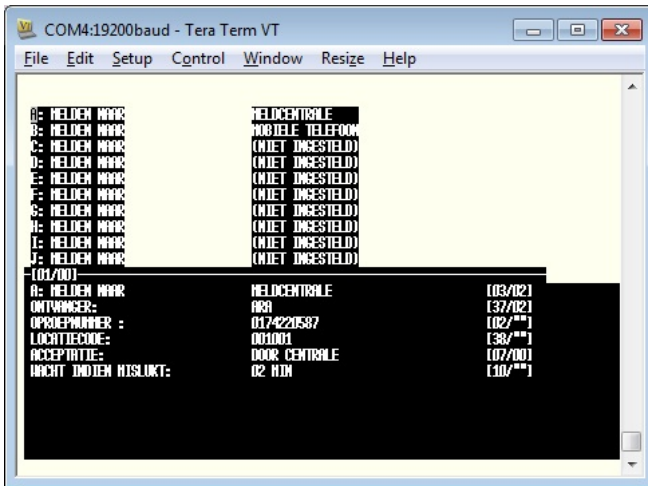 COM4:19200baud - Tera Term VT
File Edit Setup Control Window Resize Help
A: MELDEN NAAR MELDCENTRALE
B: MELDEN NAAR MOBIELE TELEFOON
C: MELDEN NAAR (NIET INGESTELD)
D: MELDEN NAAR (NIET INGESTELD)
E: MELDEN NAAR (NIET INGESTELD)
F: MELDEN NAAR (NIET INGESTELD)
G: MELDEN NAAR (NIET INGESTELD)
H: MELDEN NAAR (NIET INGESTELD)
I: MELDEN NAAR (NIET INGESTELD)
J: MELDEN NAAR (NIET INGESTELD)
[01/00]
A: MELDEN NAAR MELDCENTRALE [03/02]
ONTVANGER: ARA [37/02]
OPROEPNUMMER : 0174220587 [02/""]
LOCATIECODE: 001001 [38/""]
ACCEPTATIE: DOOR CENTRALE [07/00]
WACHT INDIEN MISLUKT: 02 MIN [10/""]